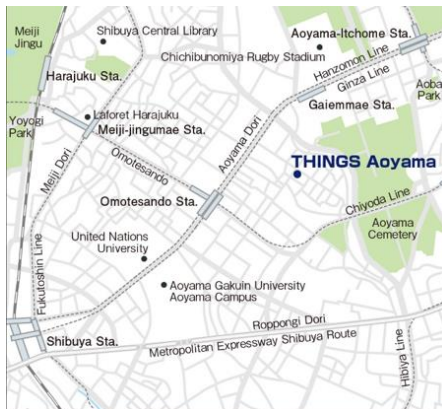 Meiji
Jingu
Shibuya Central Library
Aoyama-Itchome Sta.
Chichibunomiya Rugby Stadium
Hanzomon Line
Ginza Line
Harajuku Sta.
Gaiemmae Sta.
Aoba
Park
Yoyogi
Park
Laforet Harajuku
Meiji-jingumae Sta.
Meiji Dori
Omotesando
Aoyama Dori
THINGS Aoyama
Omotesando Sta.
Chiyoda Line
Aoyama
Cemetery
United Nations
University
Fukutoshin Line
Aoyama Gakuin University
Aoyama Campus
Roppongi Dori
Shibuya Sta.
Metropolitan Expressway Shibuya Route
Hibiya Line